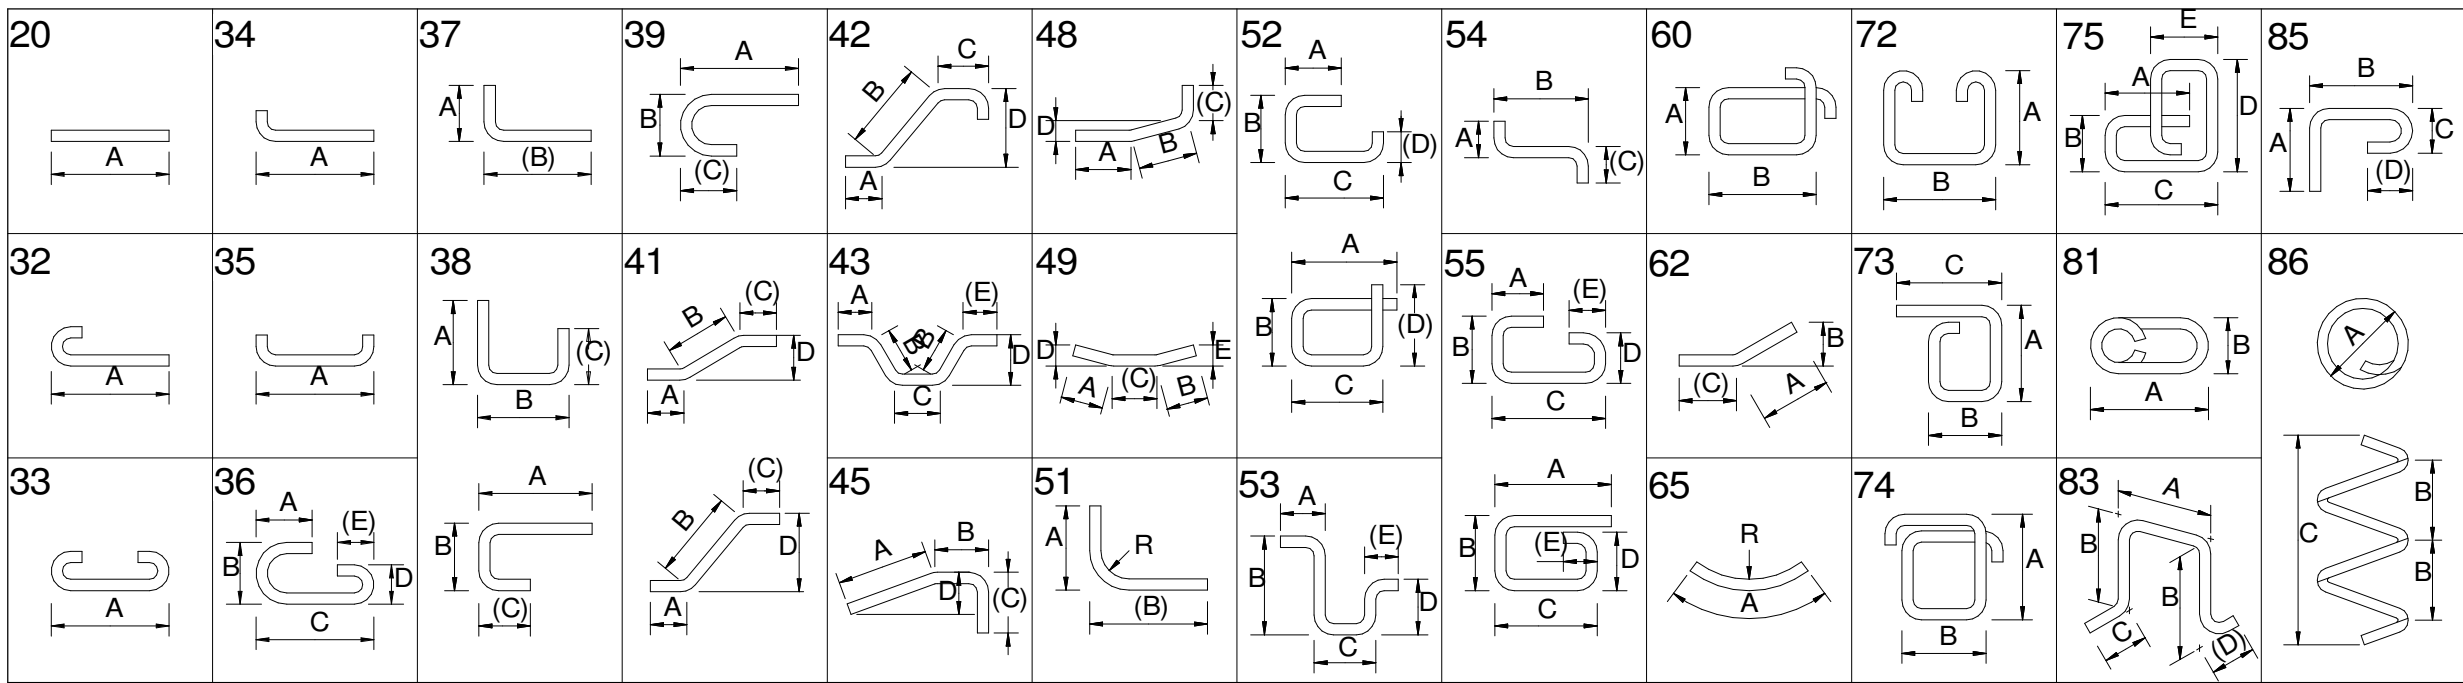 20 34 37 39 42 48 52 54 60 72 75 85
A
A
A (B)
A B (C)
B C D A
D A B (C)
A B C (D)
B A (C)
A B
A B
E A B D C
B A C (D)
32 35 38 41 43 49 55 62 73 81 86
A
A
A B (C)
B (C) A D
A (E) B B D C
D A (C) B E
A B (D) C
A (E) B D C
B (C) A
C A B
B A
A
33 36 45 51 53 65 74 83
A
A (E) B D C
A B (C)
(C) B A D
A B D (C)
A R (B)
A (E) B D C
A B (E) D C
R A
A B
A B B C (D)
C B B